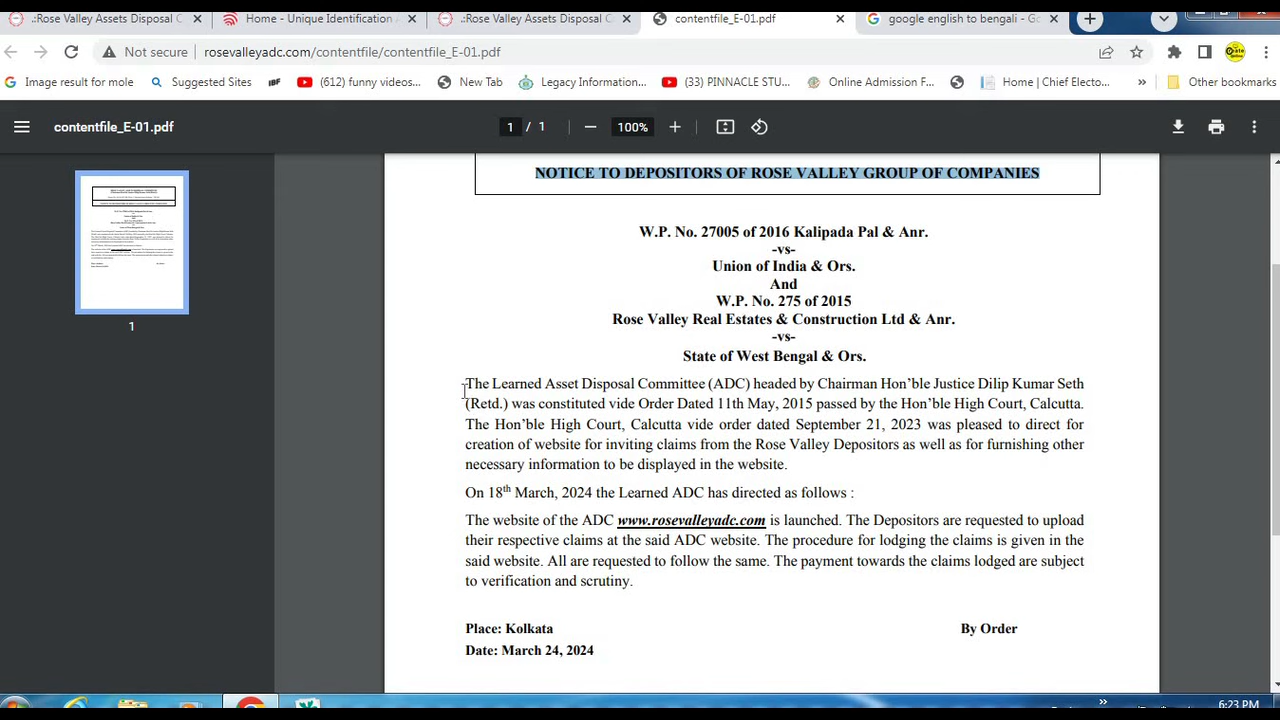 .:Rose Valley Assets Disposal C
Home - Unique Identification A
.:Rose Valley Assets Disposal C
contentfile_E-01.pdf
google english to bengali - G
Not secure
rosevalleyadc.com/contentfile/contentfile_E-01.pdf
Image result for mole
Suggested Sites
(612) funny videos...
New Tab
Legacy Information...
(33) PINNACLE STU...
Online Admission F...
Home | Chief Electo...
»
Other bookmarks
contentfile_E-01.pdf
1 / 1
100%
1
NOTICE TO DEPOSITORS OF ROSE VALLEY GROUP OF COMPANIES
W.P. No. 27005 of 2016 Kalipada Pal & Anr.
-vs-
Union of India & Ors.
And
W.P. No. 275 of 2015
Rose Valley Real Estates & Construction Ltd & Anr.
-vs-
State of West Bengal & Ors.
The Learned Asset Disposal Committee (ADC) headed by Chairman Hon'ble Justice Dilip Kumar Seth
(Retd.) was constituted vide Order Dated 11th May, 2015 passed by the Hon'ble High Court, Calcutta.
The Hon'ble High Court, Calcutta vide order dated September 21, 2023 was pleased to direct for
creation of website for inviting claims from the Rose Valley Depositors as well as for furnishing other
necessary information to be displayed in the website.
On 18th March, 2024 the Learned ADC has directed as follows :
The website of the ADC www.rosevalleyadc.com is launched. The Depositors are requested to upload
their respective claims at the said ADC website. The procedure for lodging the claims is given in the
said website. All are requested to follow the same. The payment towards the claims lodged are subject
to verification and scrutiny.
Place: Kolkata
By Order
Date: March 24, 2024
6:23 PM